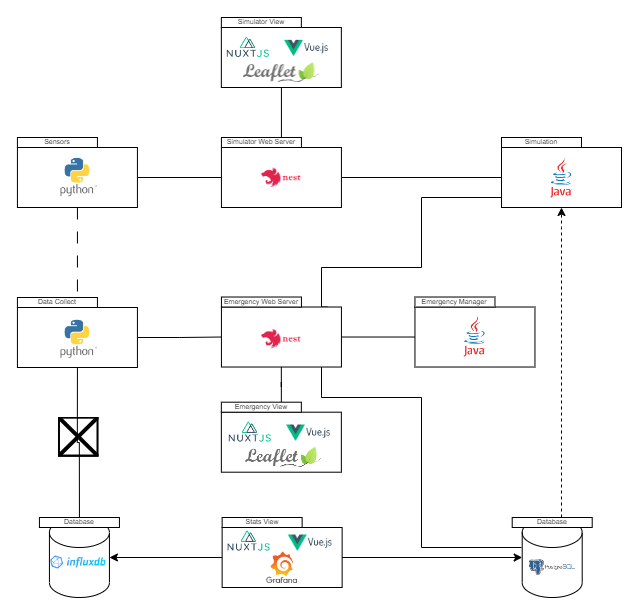 Simulator View
NUXTJS
Vue.js
Leaflet
Sensors
Simulator Web Server
Simulation
python™
nest
Java
Data Collect
Emergency Web Server
Emergency Manager
python™
nest
Java
Emergency View
NUXTJS
Vue.js
Leaflet
Database
Stats View
Database
NUXTJS
Vue.js
influxdb
Grafana
PostgreSQL